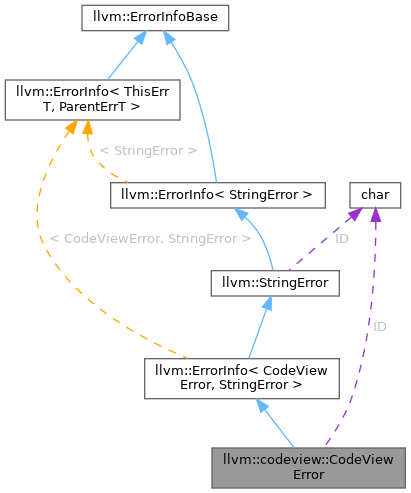 llvm::ErrorInfoBase
llvm::ErrorInfo< ThisErr
T, ParentErrT >
< StringError >
llvm::ErrorInfo< StringError >
char
< CodeViewError, StringError >
ID
llvm::StringError
ID
llvm::ErrorInfo< CodeView
Error, StringError >
llvm::codeview::CodeView
Error